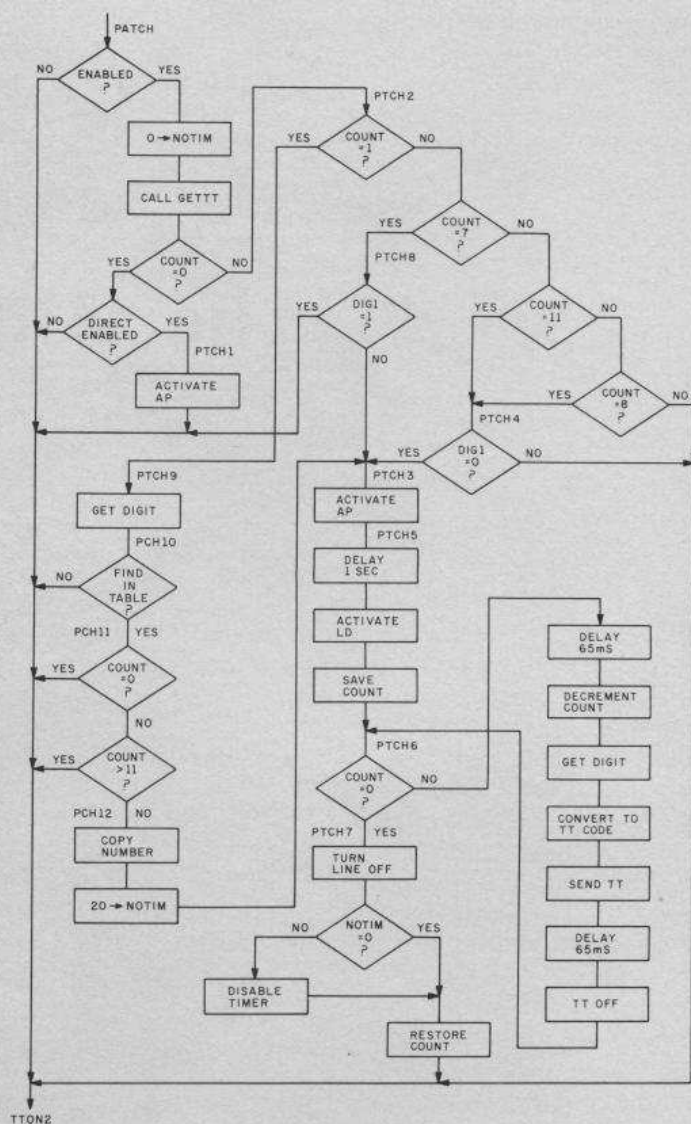 PATCH
NO
ENABLED
?
YES
0→NOTIM
CALL GETTT
YES
COUNT
=0
?
NO
NO
DIRECT
ENABLED
?
YES
PTCH1
ACTIVATE
AP
PTCH2
YES
COUNT
=1
?
NO
YES
COUNT
=7
?
NO
PTCH8
YES
DIG1
=1
?
NO
YES
COUNT
=11
?
NO
YES
COUNT
=8
?
NO
PTCH4
YES
DIG1
=0
?
NO
PTCH9
GET DIGIT
PCH10
NO
FIND
IN
TABLE
?
PCH11
YES
YES
COUNT
=0
?
NO
YES
COUNT
>11
?
PCH12
NO
COPY
NUMBER
20→NOTIM
PTCH3
ACTIVATE
AP
PTCH5
DELAY
1 SEC
ACTIVATE
LD
SAVE
COUNT
PTCH6
COUNT
=0
?
NO
PTCH7
YES
TURN
LINE OFF
NO
NOTIM
=0
?
YES
DISABLE
TIMER
RESTORE
COUNT
DELAY
65mS
DECREMENT
COUNT
GET DIGIT
CONVERT TO
TT CODE
SEND TT
DELAY
65mS
TT OFF
TTON2